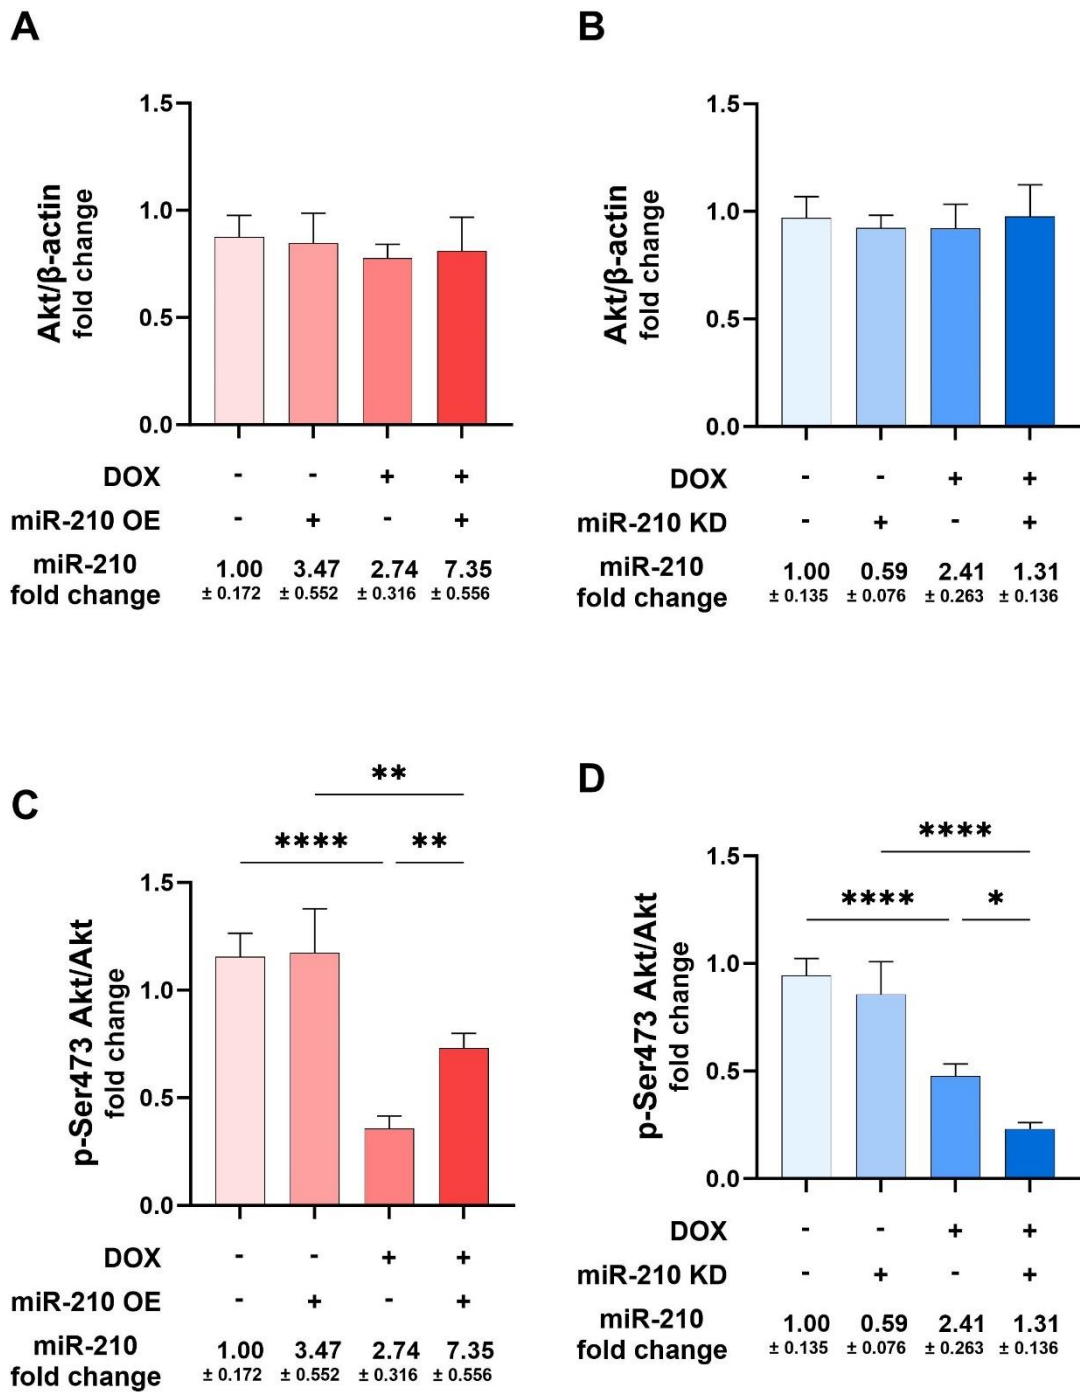 A
Akt/β-actin
fold change
1.5
1.0
0.5
0.0
DOX - - + +
miR-210 OE - + - +
miR-210 1.00 3.47 2.74 7.35
fold change ± 0.172 ± 0.552 ± 0.316 ± 0.556
B
Akt/β-actin
fold change
1.5
1.0
0.5
0.0
DOX - - + +
miR-210 KD - + - +
miR-210 1.00 0.59 2.41 1.31
fold change ± 0.135 ± 0.076 ± 0.263 ± 0.136
C
**
**** **
p-Ser473 Akt/Akt
fold change
1.5
1.0
0.5
0.0
DOX - - + +
miR-210 OE - + - +
miR-210 1.00 3.47 2.74 7.35
fold change ± 0.172 ± 0.552 ± 0.316 ± 0.556
D
****
**** *
p-Ser473 Akt/Akt
fold change
1.5
1.0
0.5
0.0
DOX - - + +
miR-210 KD - + - +
miR-210 1.00 0.59 2.41 1.31
fold change ± 0.135 ± 0.076 ± 0.263 ± 0.136